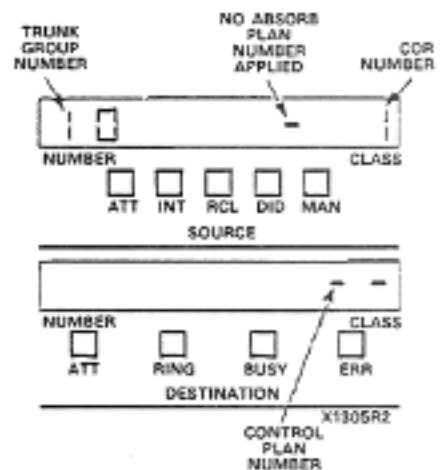 TRUNK
GROUP
NUMBER
NO ABSORB
PLAN
NUMBER
APPLIED
COR
NUMBER
1 0 - 1
NUMBER CLASS
ATT INT RCL DID MAN
SOURCE
- -
NUMBER CLASS
ATT RING BUSY ERR
DESTINATION
X1305R2
CONTROL
PLAN
NUMBER